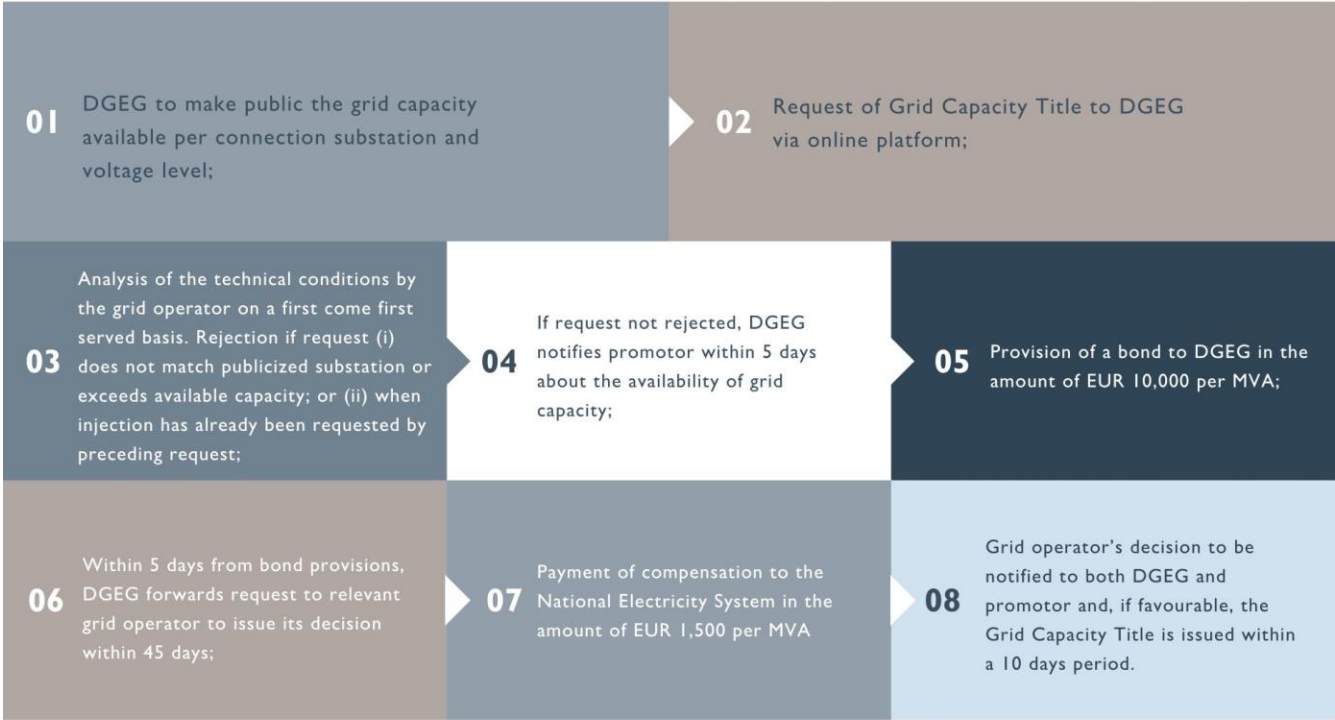 01
DGEG to make public the grid capacity
available per connection substation and
voltage level;
02
Request of Grid Capacity Title to DGEG
via online platform;
03
Analysis of the technical conditions by
the grid operator on a first come first
served basis. Rejection if request (i)
does not match publicized substation or
exceeds available capacity; or (ii) when
injection has already been requested by
preceding request;
04
If request not rejected, DGEG
notifies promotor within 5 days
about the availability of grid
capacity;
05
Provision of a bond to DGEG in the
amount of EUR 10,000 per MVA;
06
Within 5 days from bond provisions,
DGEG forwards request to relevant
grid operator to issue its decision
within 45 days;
07
Payment of compensation to the
National Electricity System in the
amount of EUR 1,500 per MVA
08
Grid operator’s decision to be
notified to both DGEG and
promotor and, if favourable, the
Grid Capacity Title is issued within
a 10 days period.